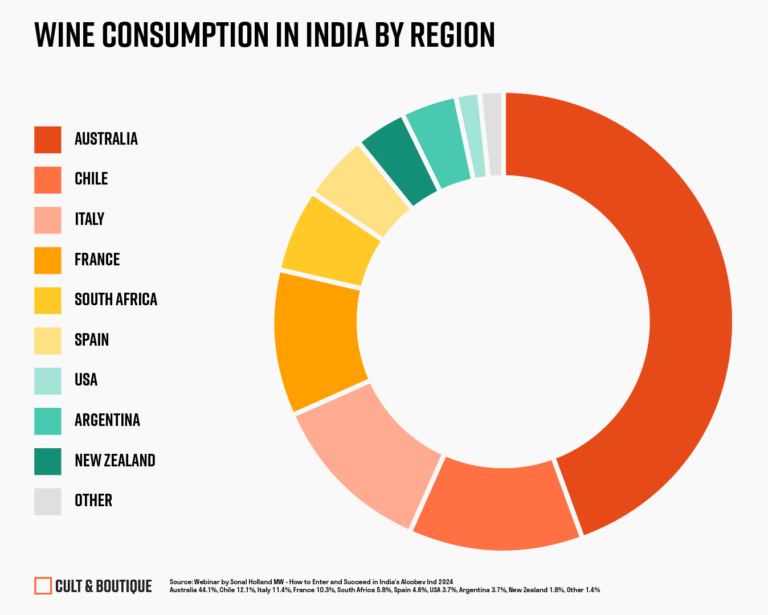 WINE CONSUMPTION IN INDIA BY REGION
AUSTRALIA
CHILE
ITALY
FRANCE
SOUTH AFRICA
SPAIN
USA
ARGENTINA
NEW ZEALAND
OTHER
CULT & BOUTIQUE
Source: Webinar by Sonal Holland MW - How to Enter and Succeed in India's Alcobev Ind 2024
Australia 44.1%, Chile 12.1%, Italy 11.4%, France 10.3%, South Africa 5.8%, Spain 4.6%, USA 3.7%, Argentina 3.7%, New Zealand 1.8%, Other 1.4%